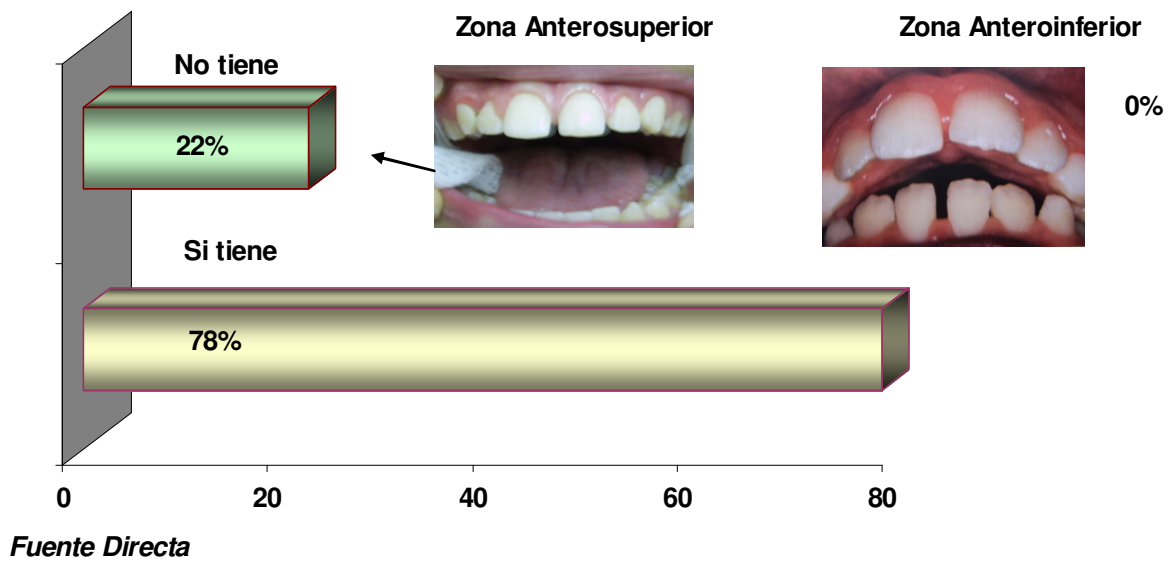 Zona Anterosuperior
Zona Anteroinferior
No tiene
0%
22%
Si tiene
78%
0 20 40 60 80
Fuente Directa